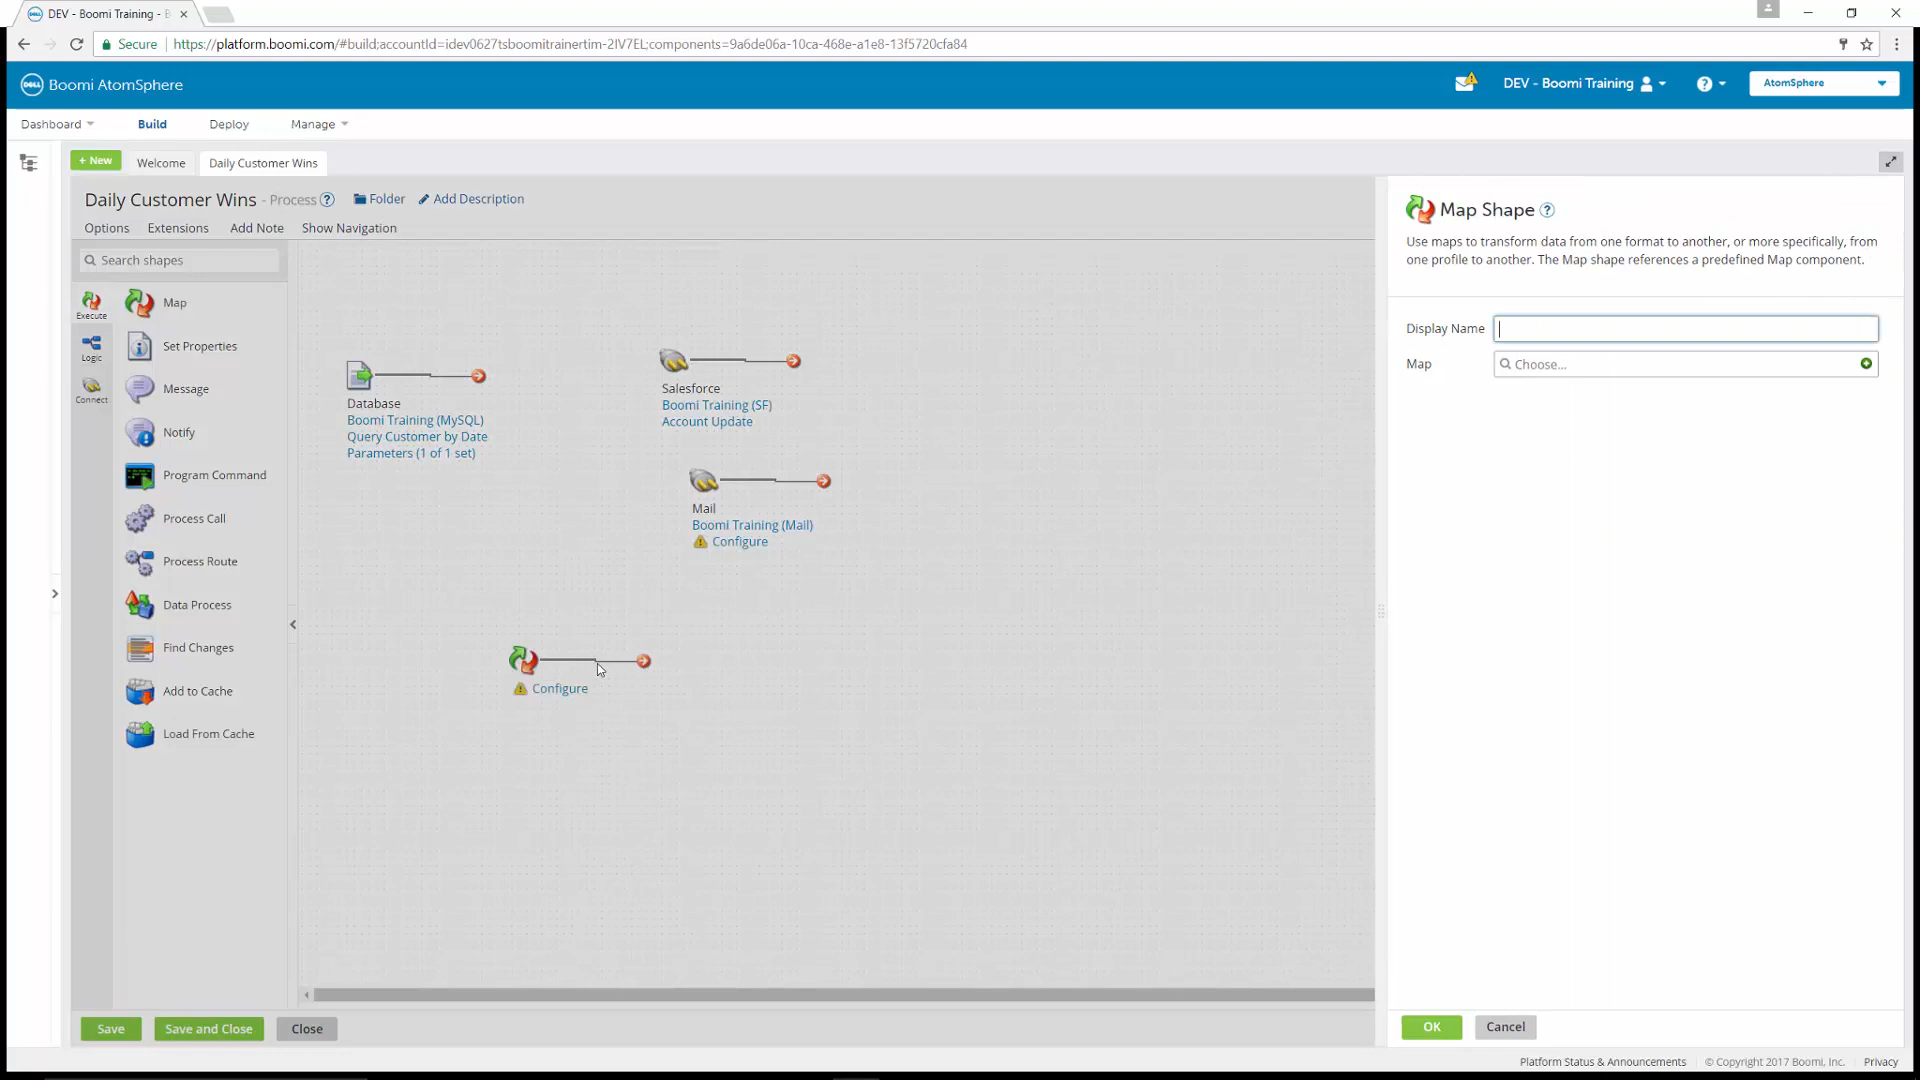 DEV - Boomi Training - B
Secure https://platform.boomi.com/#build;accountId=idev0627tsboomitrainertim-2IV7EL;components=9a6de06a-10ca-468e-a1e8-13f5720cfa84
DELL Boomi AtomSphere
DEV - Boomi Training
AtomSphere
Dashboard Build Deploy Manage
+ New Welcome Daily Customer Wins
Daily Customer Wins - Process Folder Add Description
Options Extensions Add Note Show Navigation
Search shapes
Execute
Logic
Connect
Map
Set Properties
Message
Notify
Program Command
Process Call
Process Route
Data Process
Find Changes
Add to Cache
Load From Cache
Database
Boomi Training (MySQL)
Query Customer by Date
Parameters (1 of 1 set)
Salesforce
Boomi Training (SF)
Account Update
Mail
Boomi Training (Mail)
Configure
Configure
Map Shape
Use maps to transform data from one format to another, or more specifically, from
one profile to another. The Map shape references a predefined Map component.
Display Name
Map Choose...
OK Cancel
Save Save and Close Close
Platform Status & Announcements © Copyright 2017 Boomi, Inc. Privacy